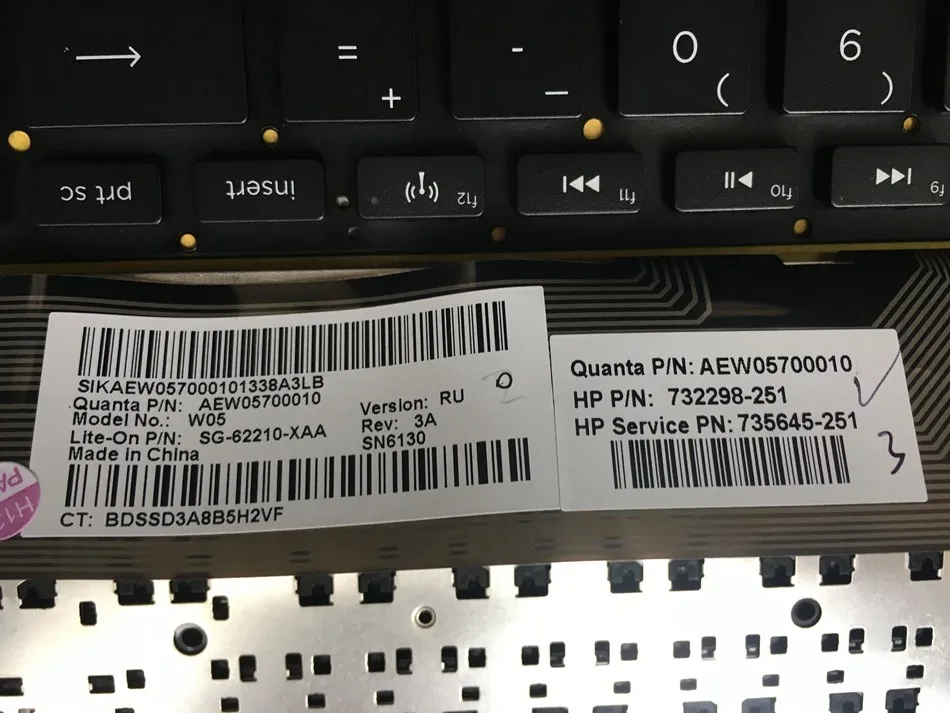 = +
- _
0 (
6 )
prt sc
insert
f12
f11
f10
f9
SIKAEW057000101338A3LB
Quanta P/N: AEW05700010
Model No.: W05
Lite-On P/N: SG-62210-XAA
Made in China
Version: RU
Rev: 3A
SN6130
0
2
CT: BDSSD3A8B5H2VF
Quanta P/N: AEW05700010
HP P/N: 732298-251
HP Service PN: 735645-251
3